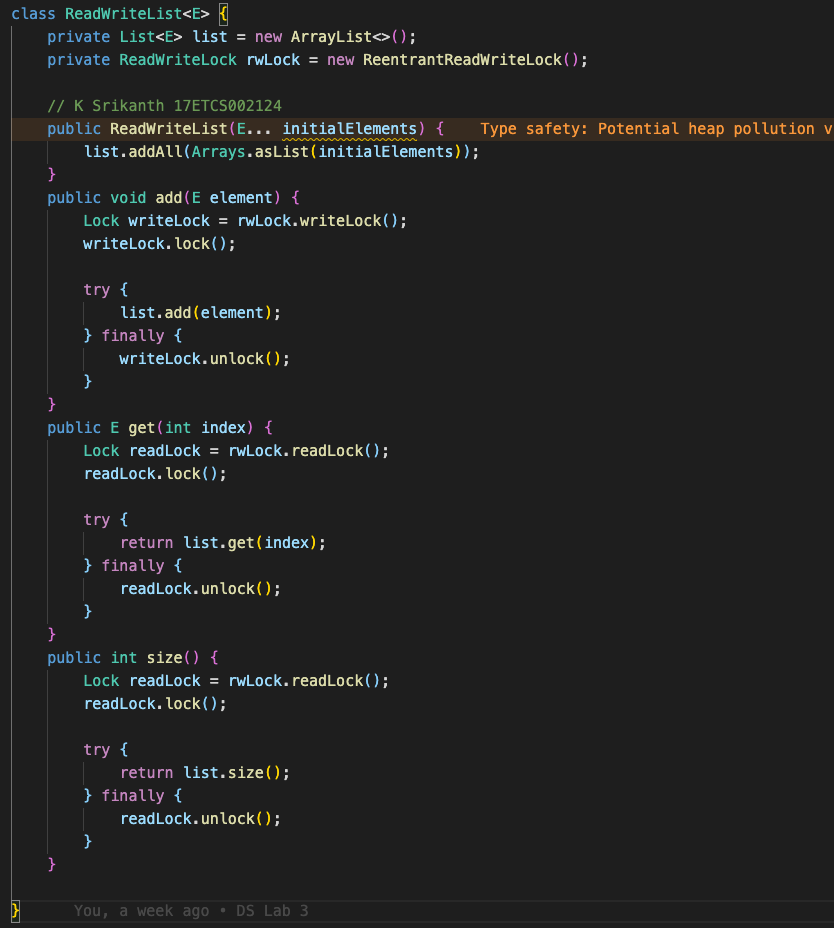 class ReadWriteList<E> {
    private List<E> list = new ArrayList<>();
    private ReadWriteLock rwLock = new ReentrantReadWriteLock();

    // K Srikanth 17ETCS002124
    public ReadWriteList(E... initialElements) {    Type safety: Potential heap pollution v
        list.addAll(Arrays.asList(initialElements));
    }
    public void add(E element) {
        Lock writeLock = rwLock.writeLock();
        writeLock.lock();

        try {
            list.add(element);
        } finally {
            writeLock.unlock();
        }
    }
    public E get(int index) {
        Lock readLock = rwLock.readLock();
        readLock.lock();

        try {
            return list.get(index);
        } finally {
            readLock.unlock();
        }
    }
    public int size() {
        Lock readLock = rwLock.readLock();
        readLock.lock();

        try {
            return list.size();
        } finally {
            readLock.unlock();
        }
    }

}      You, a week ago • DS Lab 3